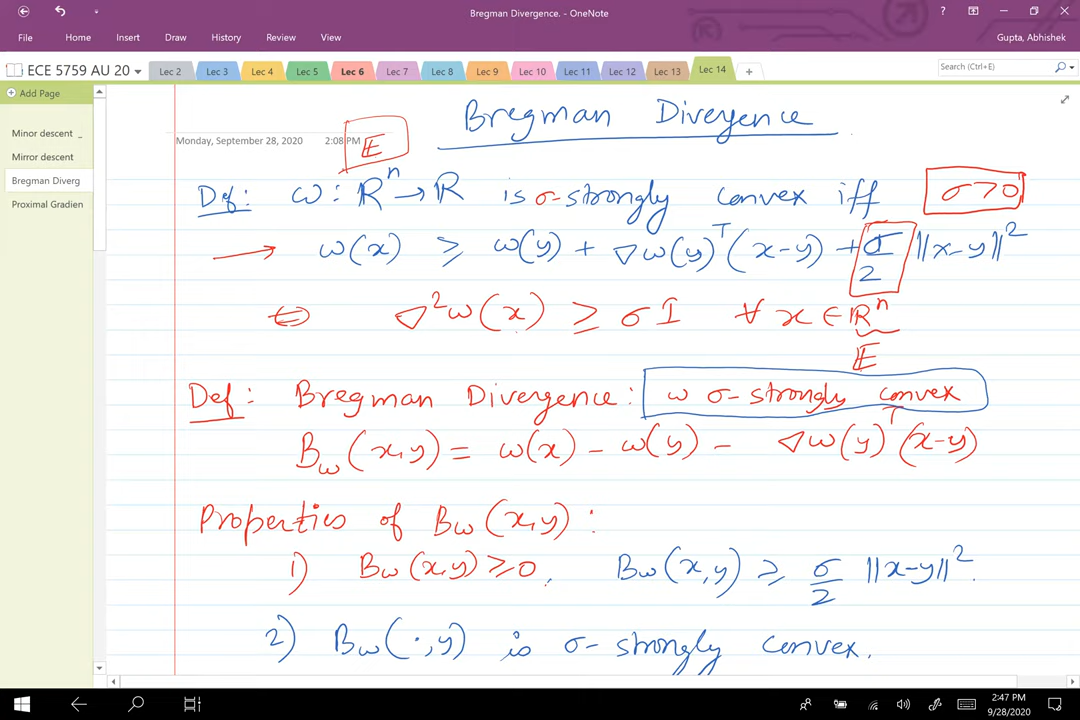 Bregman Divergence. - OneNote
?
File Home Insert Draw History Review View
Gupta, Abhishek
ECE 5759 AU 20
Lec 2 Lec 3 Lec 4 Lec 5 Lec 6 Lec 7 Lec 8 Lec 9 Lec 10 Lec 11 Lec 12 Lec 13 Lec 14 +
Search (Ctrl+E)
Add Page
Minor descent
Mirror descent
Bregman Diverg
Proximal Gradien
Bregman Divergence
Monday, September 28, 2020 2:08 PM
𝔼
Def: ω: ℝⁿ → ℝ is σ-strongly convex iff σ>0
→ ω(x) ≥ ω(y) + ∇ω(y)ᵀ(x-y) + σ/2 ||x-y||²
⇔ ∇²ω(x) ≥ σI ∀ x ∈ ℝⁿ
𝔼
Def: Bregman Divergence: ω σ-strongly convex
B_ω(x,y) = ω(x) - ω(y) - ∇ω(y)ᵀ(x-y)
Properties of B_ω(x,y):
1) B_ω(x,y) ≥ 0, B_ω(x,y) ≥ σ/2 ||x-y||².
2) B_ω(·,y) is σ-strongly convex.
2:47 PM
9/28/2020